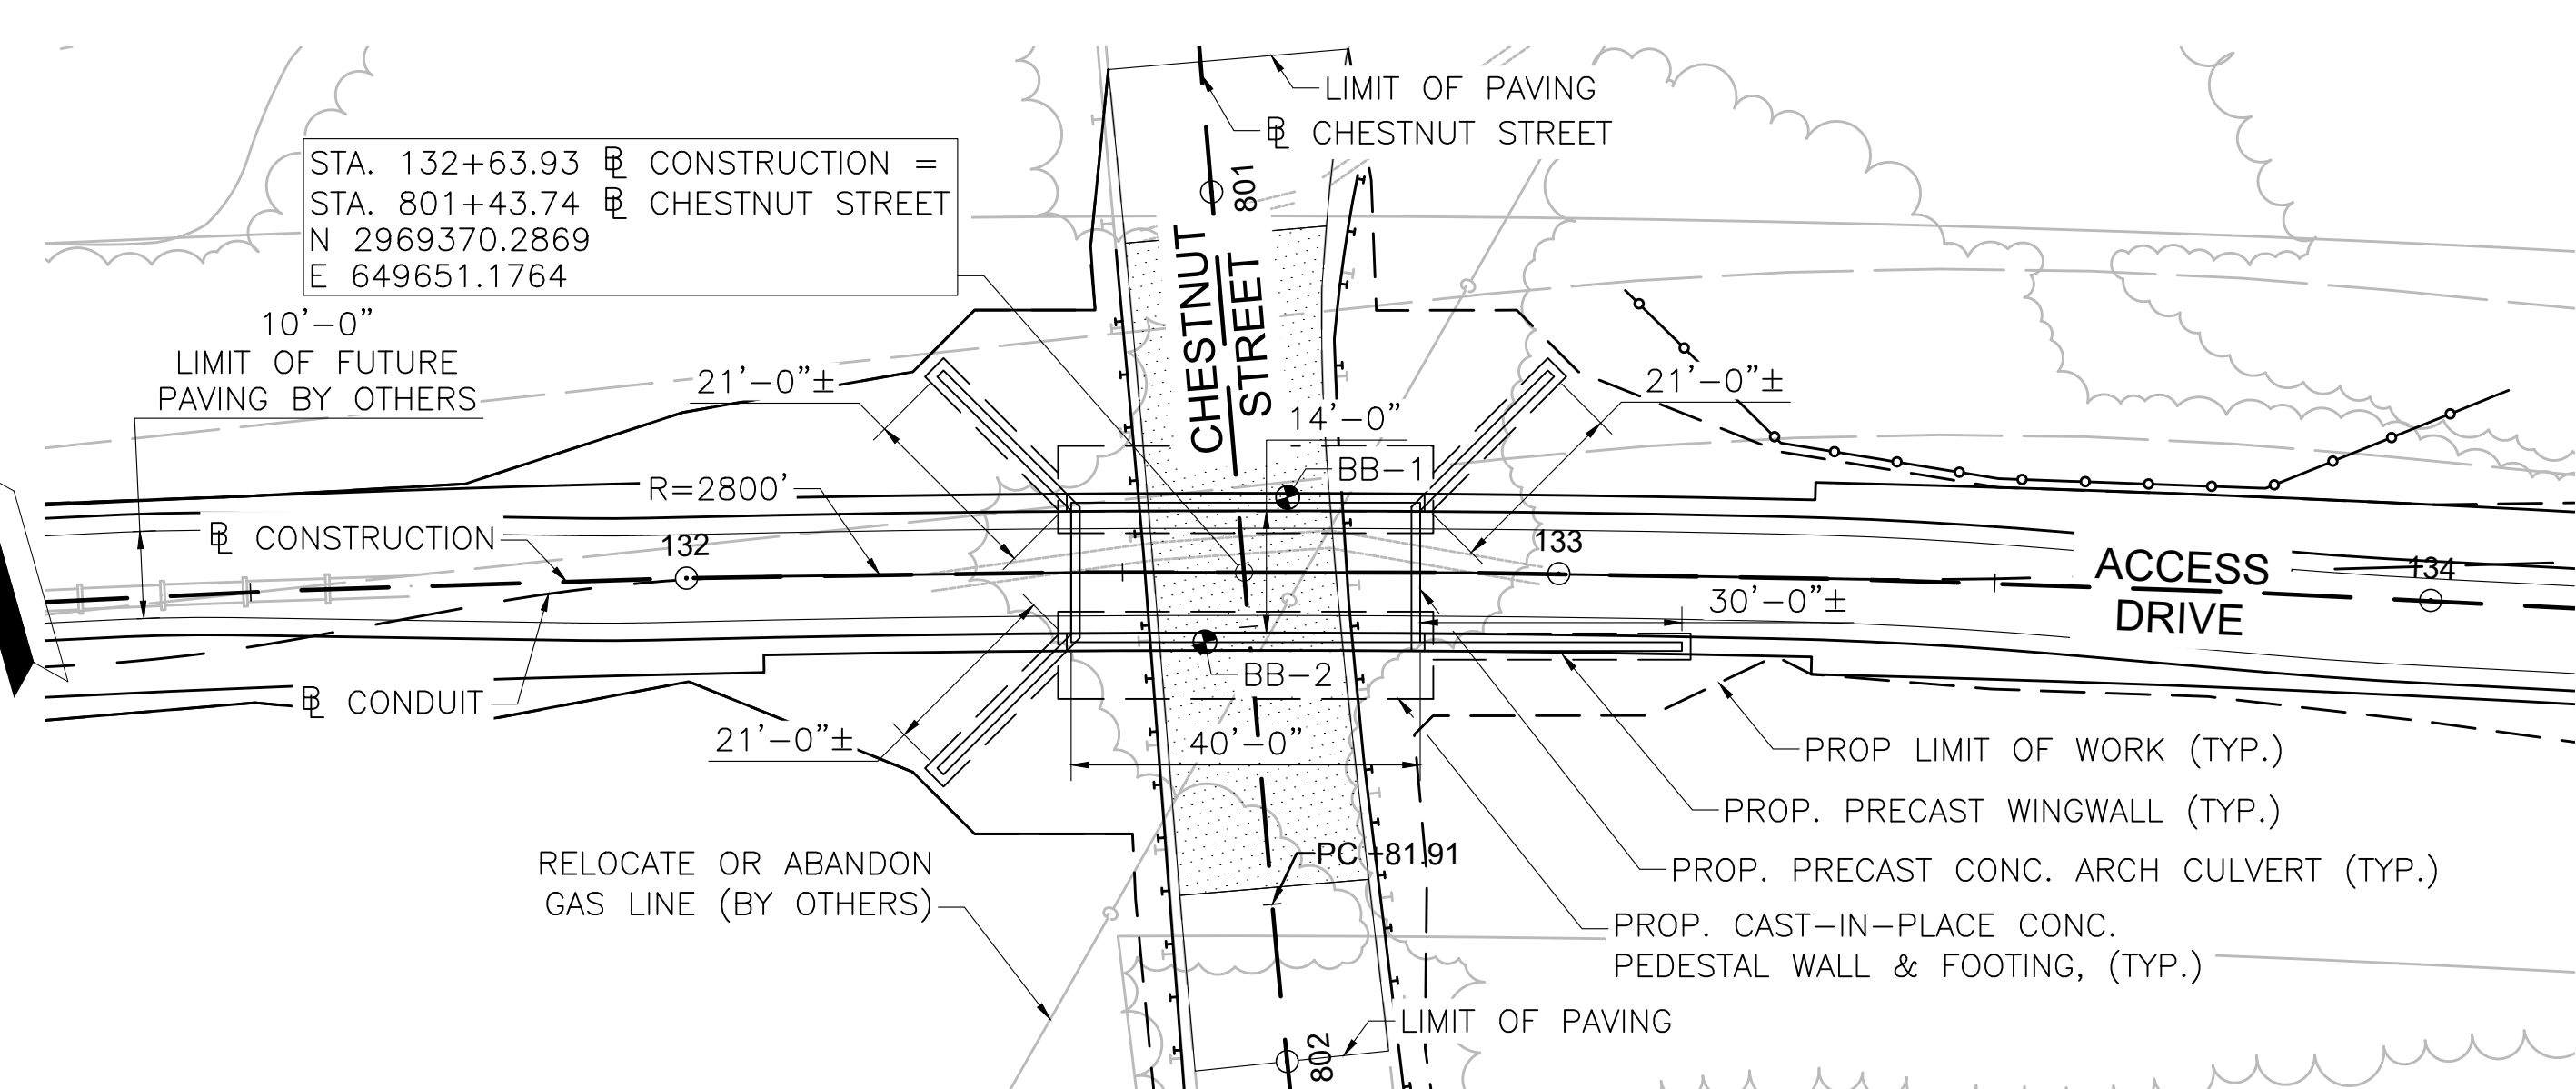 LIMIT OF PAVING
℄ CHESTNUT STREET
STA. 132+63.93 ℄ CONSTRUCTION =
STA. 801+43.74 ℄ CHESTNUT STREET
N 2969370.2869
E 649651.1764
801
CHESTNUT
STREET
10'-0"
LIMIT OF FUTURE
PAVING BY OTHERS
21'-0"±
21'-0"±
14'-0"
BB-1
R=2800'
℄ CONSTRUCTION
132
133
134
ACCESS
DRIVE
30'-0"±
℄ CONDUIT
BB-2
21'-0"±
40'-0"
PROP LIMIT OF WORK (TYP.)
PROP. PRECAST WINGWALL (TYP.)
PC +81.91
RELOCATE OR ABANDON
GAS LINE (BY OTHERS)
PROP. PRECAST CONC. ARCH CULVERT (TYP.)
PROP. CAST-IN-PLACE CONC.
PEDESTAL WALL & FOOTING, (TYP.)
LIMIT OF PAVING
802